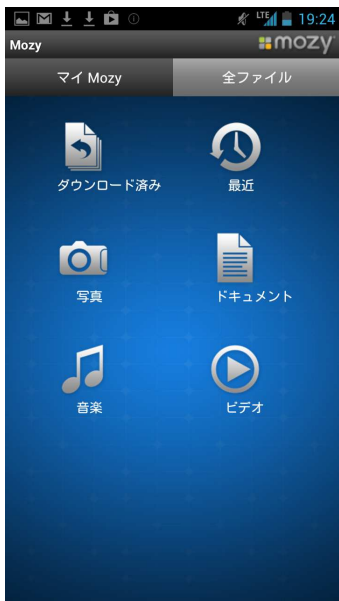 LTE 19:24
Mozy mozy
マイ Mozy 全ファイル
ダウンロード済み 最近
写真 ドキュメント
音楽 ビデオ